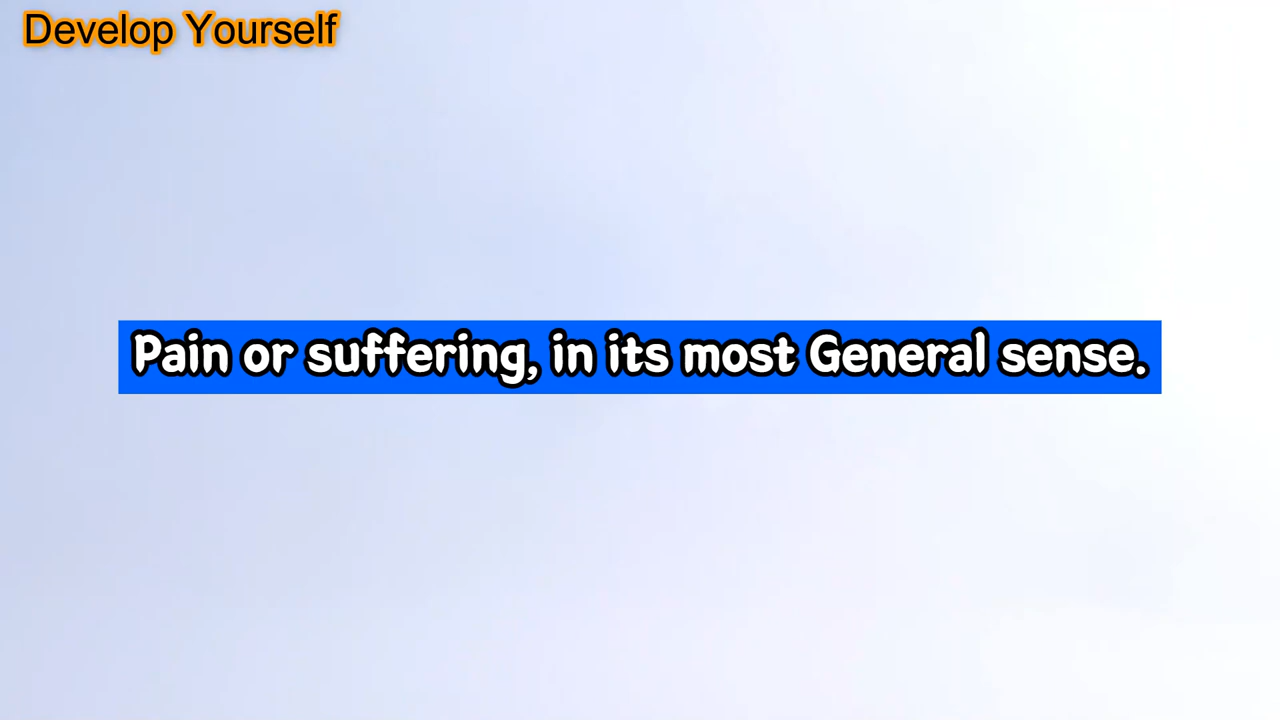 Develop Yourself
Pain or suffering, in its most General sense.